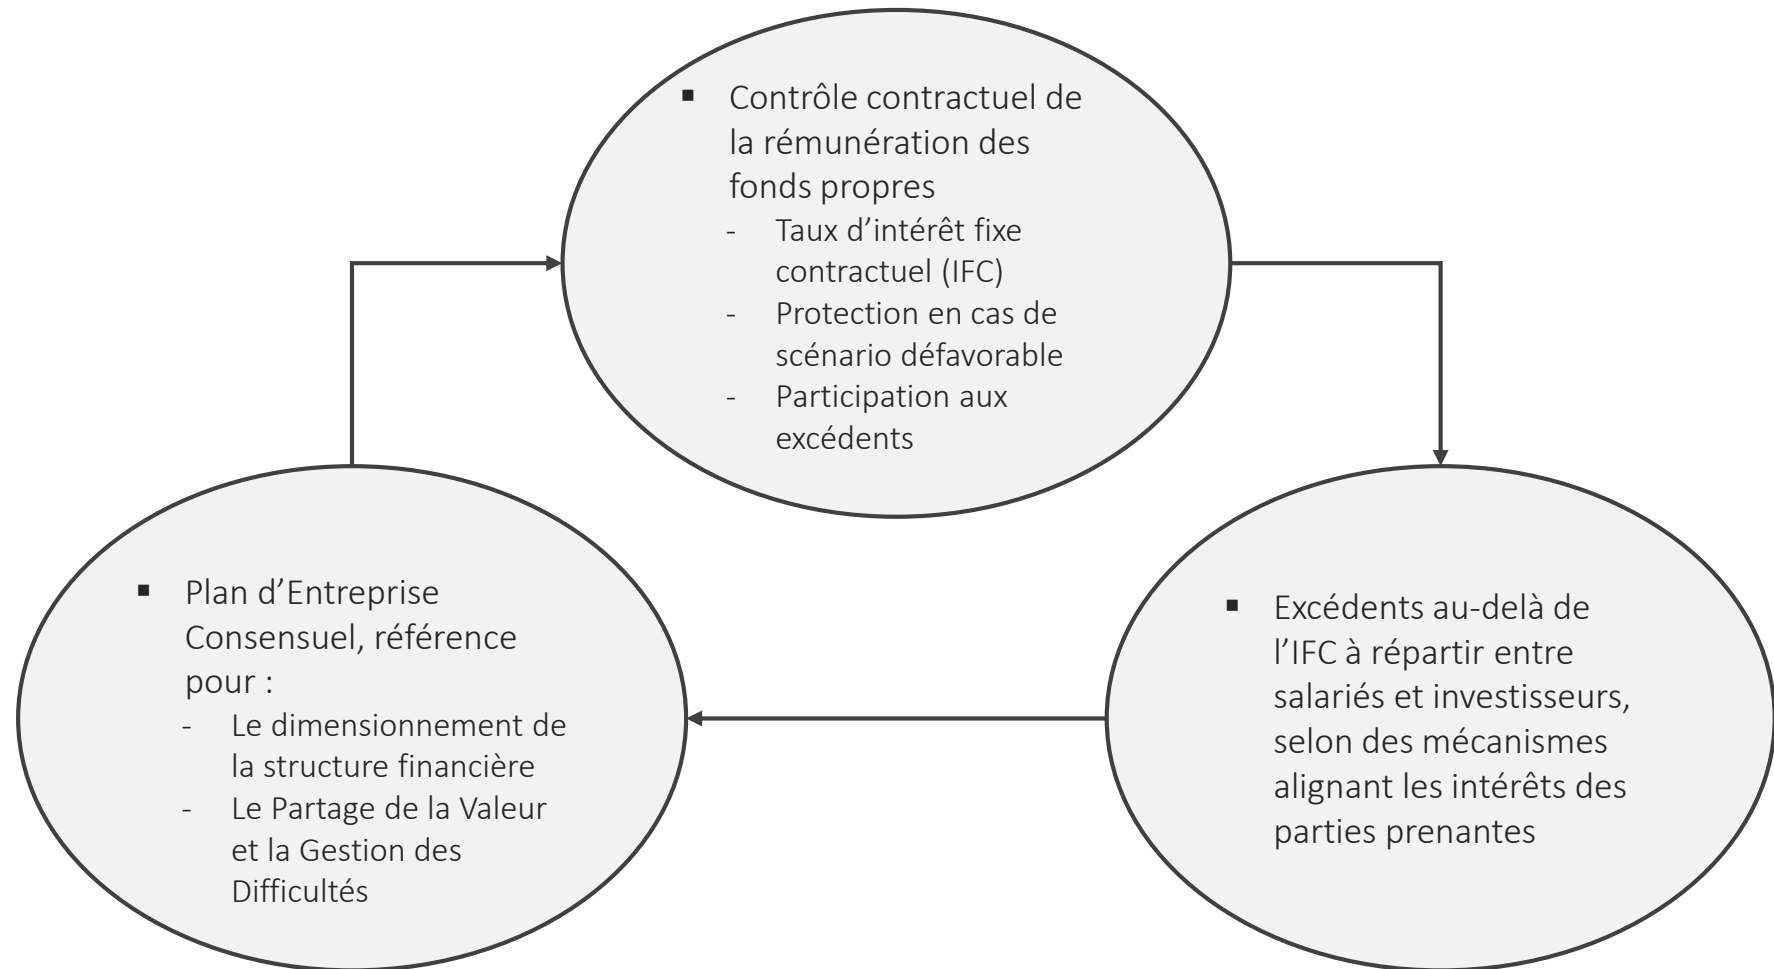 ▪ Contrôle contractuel de
la rémunération des
fonds propres
- Taux d’intérêt fixe
contractuel (IFC)
- Protection en cas de
scénario défavorable
- Participation aux
excédents
▪ Plan d’Entreprise
Consensuel, référence
pour :
- Le dimensionnement de
la structure financière
- Le Partage de la Valeur
et la Gestion des
Difficultés
▪ Excédents au-delà de
l’IFC à répartir entre
salariés et investisseurs,
selon des mécanismes
alignant les intérêts des
parties prenantes